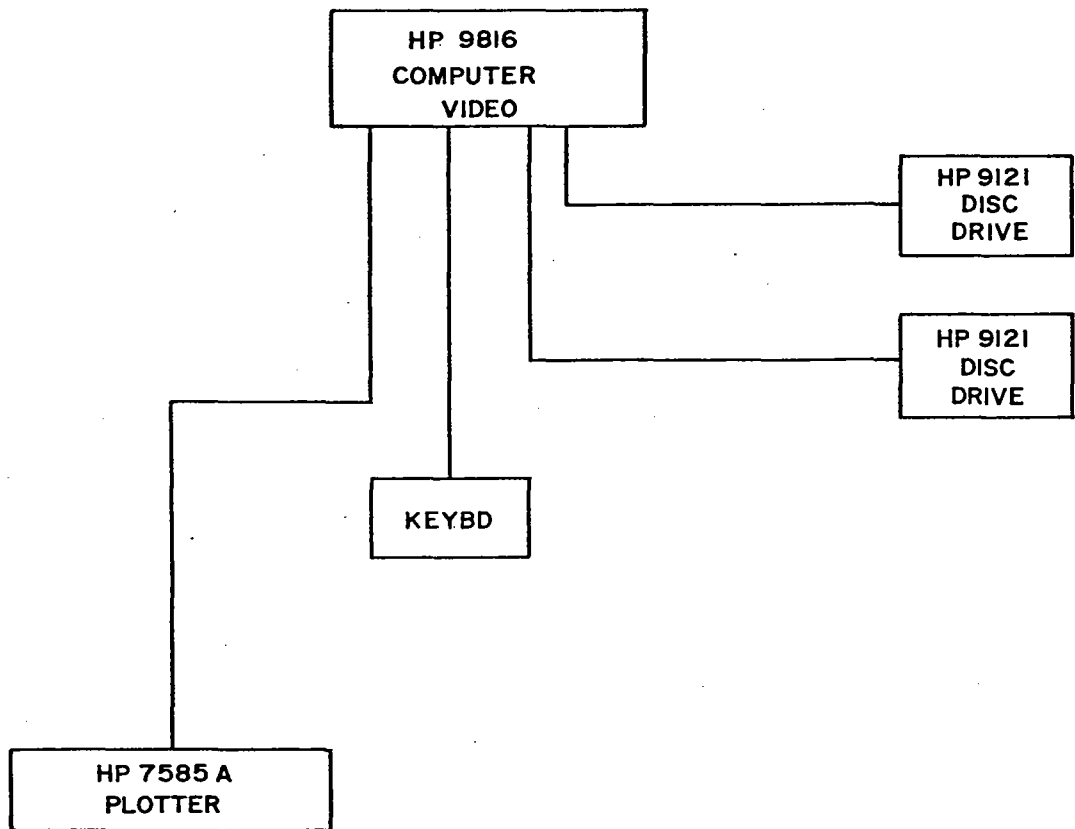 HP 9816
COMPUTER
VIDEO
HP 9121
DISC
DRIVE
HP 9121
DISC
DRIVE
KEYBD
HP 7585 A
PLOTTER